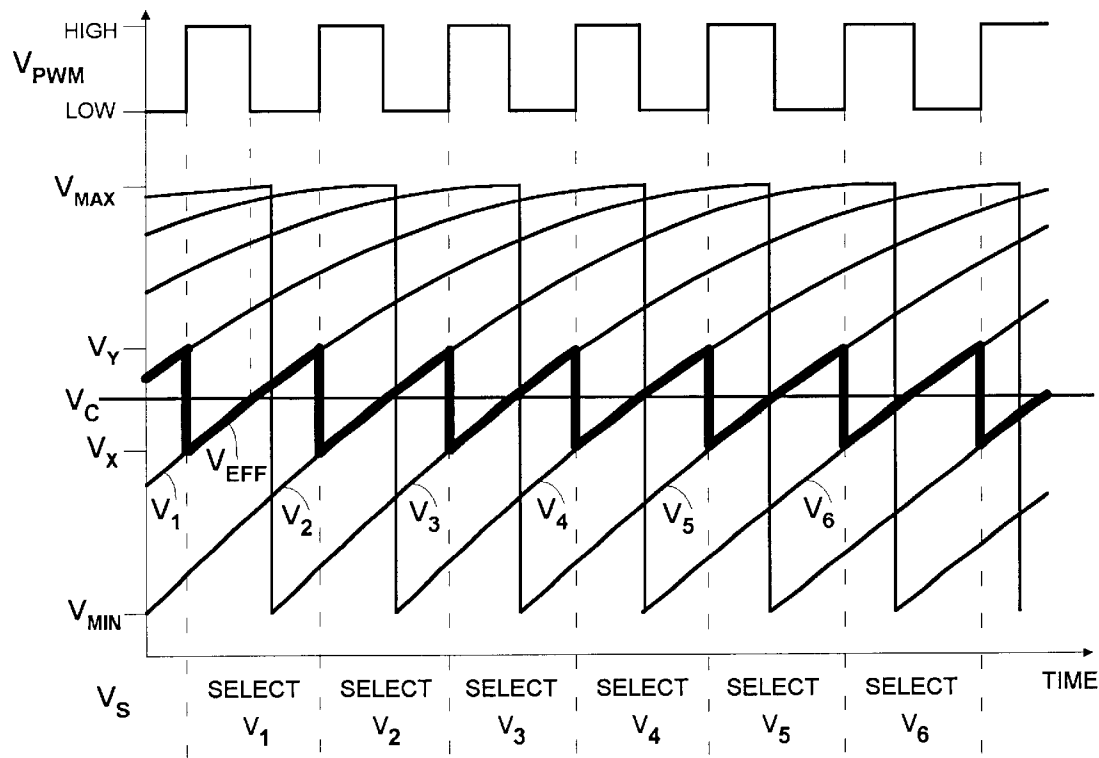 HIGH
VPWM
LOW
VMAX
VY
VC
VX
VEFF
V1
V2
V3
V4
V5
V6
VMIN
TIME
VS
SELECT V1
SELECT V2
SELECT V3
SELECT V4
SELECT V5
SELECT V6